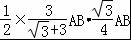 1/2 × 3/(√3+3) AB·√3/4 AB